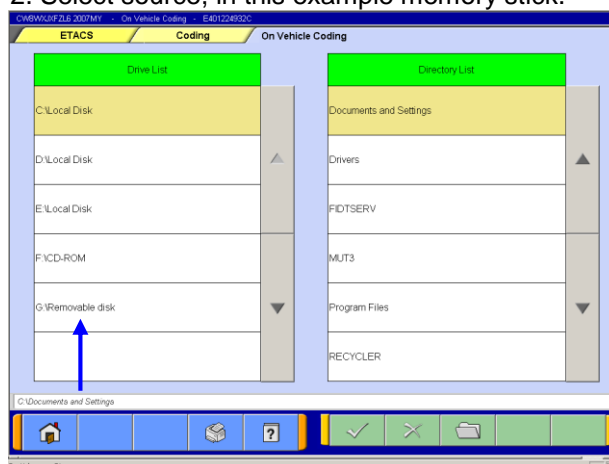 2. Select source, in this example memory stick.
CW8WXJXFZL6 2007MY - On Vehicle Coding - E401224932C
ETACS Coding On Vehicle Coding
Drive List Directory List
C:\Local Disk Documents and Settings
D:\Local Disk Drivers
E:\Local Disk FIDTSERV
F:\CD-ROM MUT3
G:\Removable disk Program Files
RECYCLER
C:\Documents and Settings
?